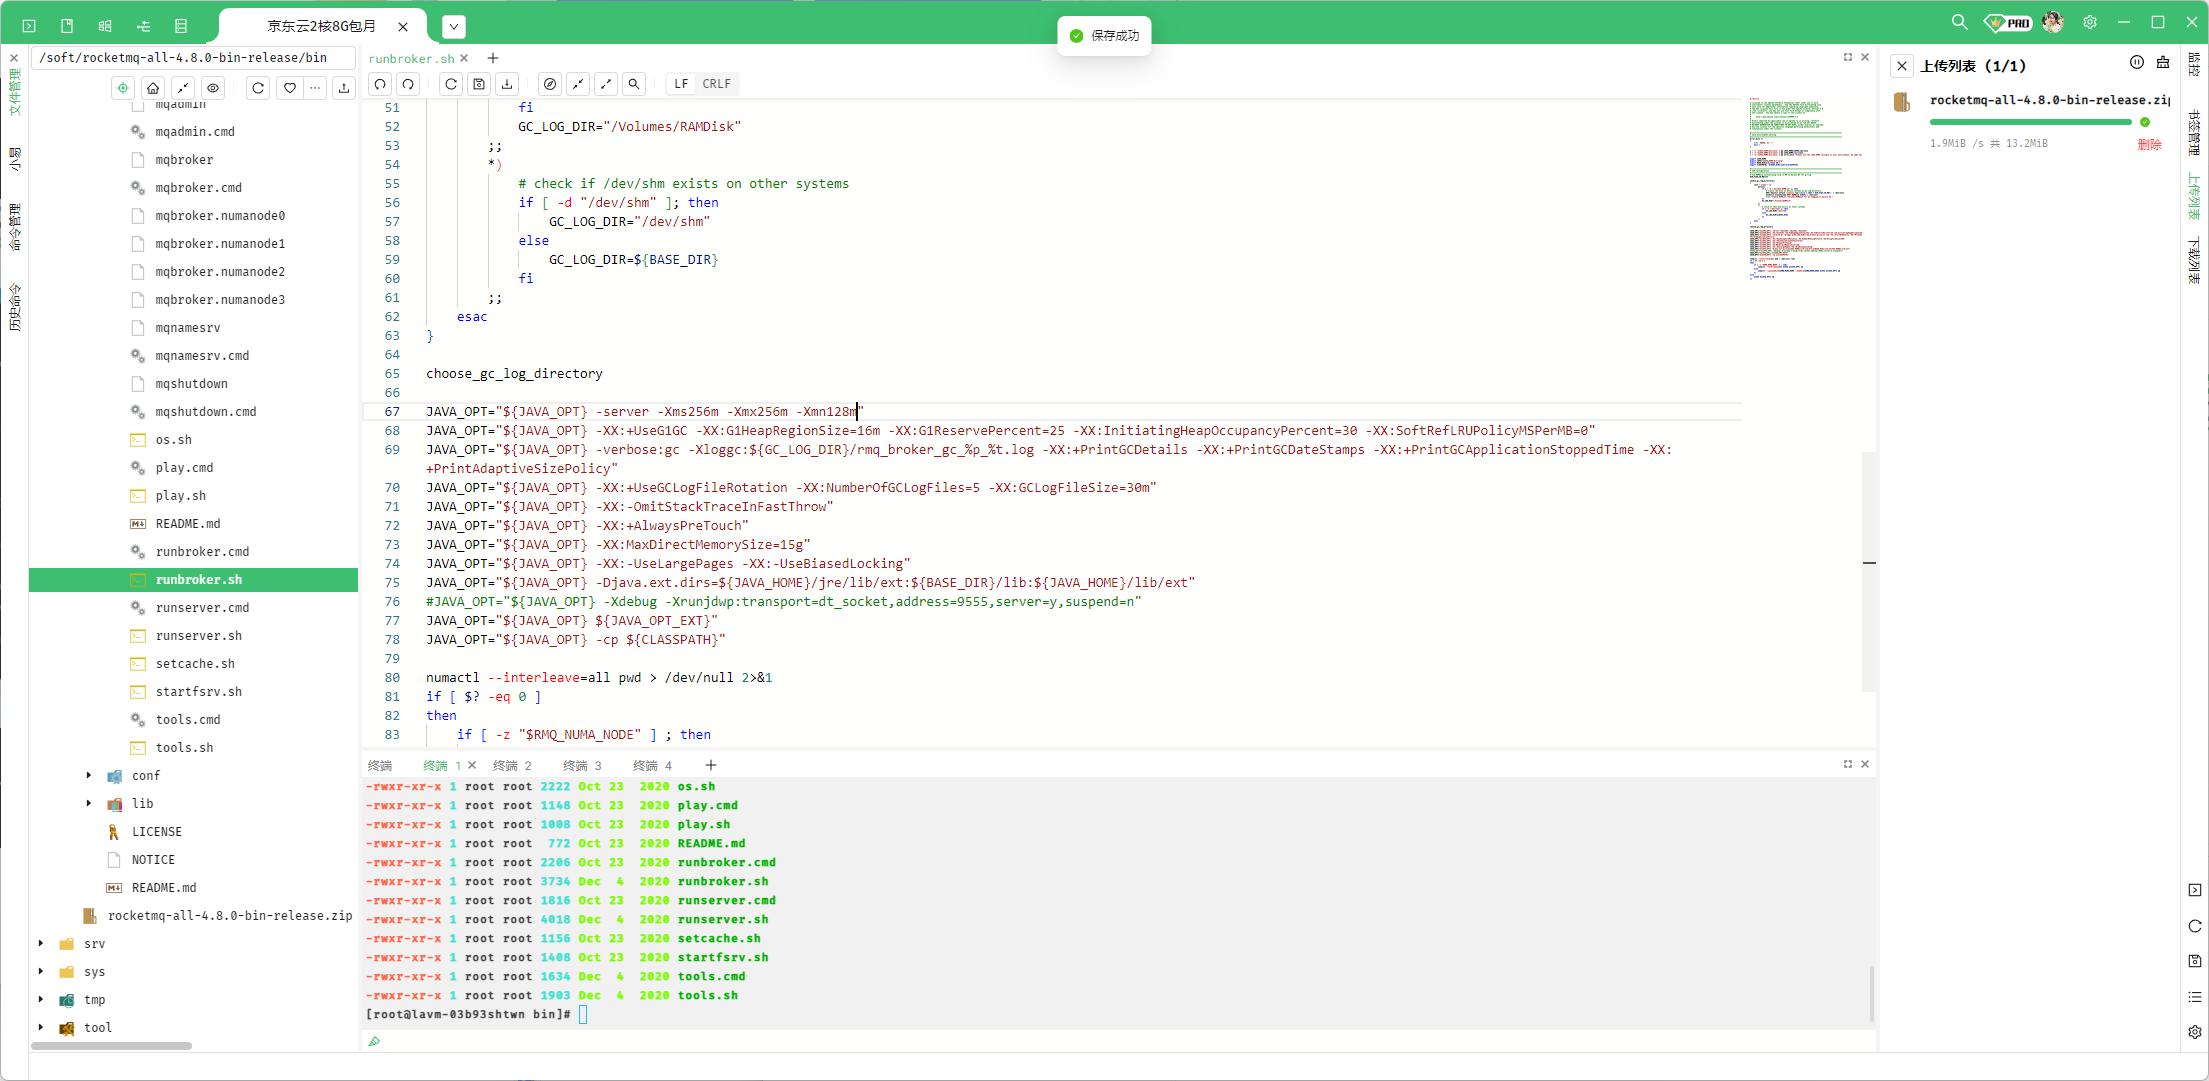 京东云2核8G包月
保存成功
PRO
文件管理
小易
命令管理
历史命令
/soft/rocketmq-all-4.8.0-bin-release/bin
mqadmin
mqadmin.cmd
mqbroker
mqbroker.cmd
mqbroker.numanode0
mqbroker.numanode1
mqbroker.numanode2
mqbroker.numanode3
mqnamesrv
mqnamesrv.cmd
mqshutdown
mqshutdown.cmd
os.sh
play.cmd
play.sh
README.md
runbroker.cmd
runbroker.sh
runserver.cmd
runserver.sh
setcache.sh
startfsrv.sh
tools.cmd
tools.sh
conf
lib
LICENSE
NOTICE
README.md
rocketmq-all-4.8.0-bin-release.zip
srv
sys
tmp
tool
runbroker.sh
LF CRLF
51 fi
52 GC_LOG_DIR="/Volumes/RAMDisk"
53 ;;
54 *)
55 # check if /dev/shm exists on other systems
56 if [ -d "/dev/shm" ]; then
57 GC_LOG_DIR="/dev/shm"
58 else
59 GC_LOG_DIR=${BASE_DIR}
60 fi
61 ;;
62 esac
63 }
64
65 choose_gc_log_directory
66
67 JAVA_OPT="${JAVA_OPT} -server -Xms256m -Xmx256m -Xmn128m"
68 JAVA_OPT="${JAVA_OPT} -XX:+UseG1GC -XX:G1HeapRegionSize=16m -XX:G1ReservePercent=25 -XX:InitiatingHeapOccupancyPercent=30 -XX:SoftRefLRUPolicyMSPerMB=0"
69 JAVA_OPT="${JAVA_OPT} -verbose:gc -Xloggc:${GC_LOG_DIR}/rmq_broker_gc_%p_%t.log -XX:+PrintGCDetails -XX:+PrintGCDateStamps -XX:+PrintGCApplicationStoppedTime -XX:
+PrintAdaptiveSizePolicy"
70 JAVA_OPT="${JAVA_OPT} -XX:+UseGCLogFileRotation -XX:NumberOfGCLogFiles=5 -XX:GCLogFileSize=30m"
71 JAVA_OPT="${JAVA_OPT} -XX:-OmitStackTraceInFastThrow"
72 JAVA_OPT="${JAVA_OPT} -XX:+AlwaysPreTouch"
73 JAVA_OPT="${JAVA_OPT} -XX:MaxDirectMemorySize=15g"
74 JAVA_OPT="${JAVA_OPT} -XX:-UseLargePages -XX:-UseBiasedLocking"
75 JAVA_OPT="${JAVA_OPT} -Djava.ext.dirs=${JAVA_HOME}/jre/lib/ext:${BASE_DIR}/lib:${JAVA_HOME}/lib/ext"
76 #JAVA_OPT="${JAVA_OPT} -Xdebug -Xrunjdwp:transport=dt_socket,address=9555,server=y,suspend=n"
77 JAVA_OPT="${JAVA_OPT} ${JAVA_OPT_EXT}"
78 JAVA_OPT="${JAVA_OPT} -cp ${CLASSPATH}"
79
80 numactl --interleave=all pwd > /dev/null 2>&1
81 if [ $? -eq 0 ]
82 then
83 if [ -z "$RMQ_NUMA_NODE" ] ; then
终端 终端 1 终端 2 终端 3 终端 4
-rwxr-xr-x 1 root root 2222 Oct 23 2020 os.sh
-rwxr-xr-x 1 root root 1148 Oct 23 2020 play.cmd
-rwxr-xr-x 1 root root 1008 Oct 23 2020 play.sh
-rwxr-xr-x 1 root root 772 Oct 23 2020 README.md
-rwxr-xr-x 1 root root 2206 Oct 23 2020 runbroker.cmd
-rwxr-xr-x 1 root root 3734 Dec 4 2020 runbroker.sh
-rwxr-xr-x 1 root root 1816 Oct 23 2020 runserver.cmd
-rwxr-xr-x 1 root root 4018 Dec 4 2020 runserver.sh
-rwxr-xr-x 1 root root 1156 Oct 23 2020 setcache.sh
-rwxr-xr-x 1 root root 1408 Oct 23 2020 startfsrv.sh
-rwxr-xr-x 1 root root 1634 Dec 4 2020 tools.cmd
-rwxr-xr-x 1 root root 1903 Dec 4 2020 tools.sh
[root@lavm-03b93shtwn bin]#
上传列表 (1/1)
rocketmq-all-4.8.0-bin-release.zip
1.9MiB /s 共 13.2MiB
删除
监控
书签管理
上传列表
下载列表